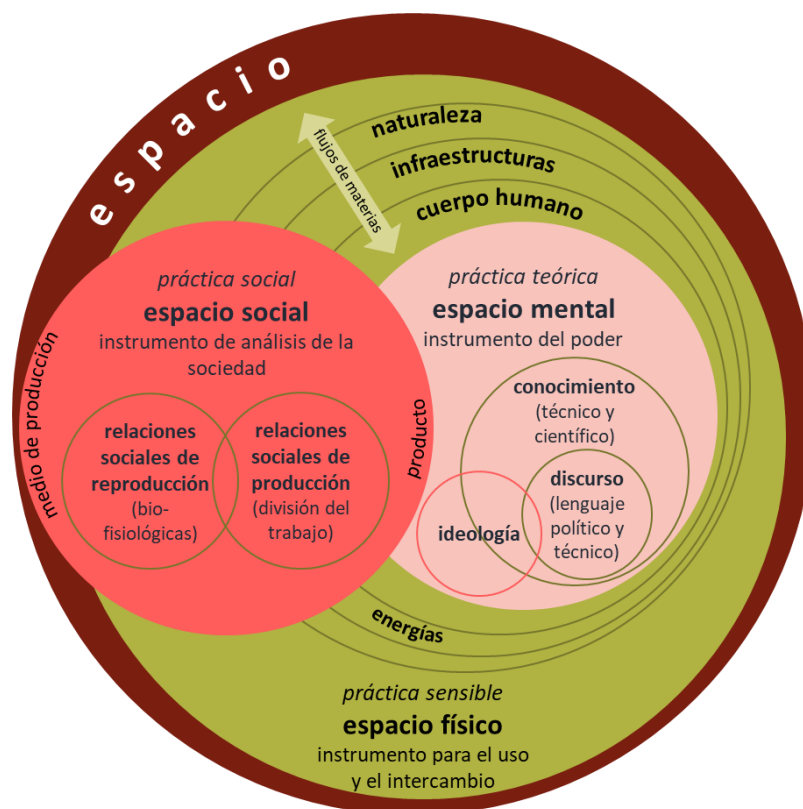 espacio
naturaleza
infraestructuras
cuerpo humano
flujos de materias
práctica social
espacio social
instrumento de análisis de la
sociedad
medio de producción
producto
relaciones
sociales de
reproducción
(bio-
fisiológicas)
relaciones
sociales de
producción
(división del
trabajo)
práctica teórica
espacio mental
instrumento del poder
conocimiento
(técnico y
científico)
discurso
(lenguaje
político y
técnico)
ideología
energías
práctica sensible
espacio físico
instrumento para el uso
y el intercambio